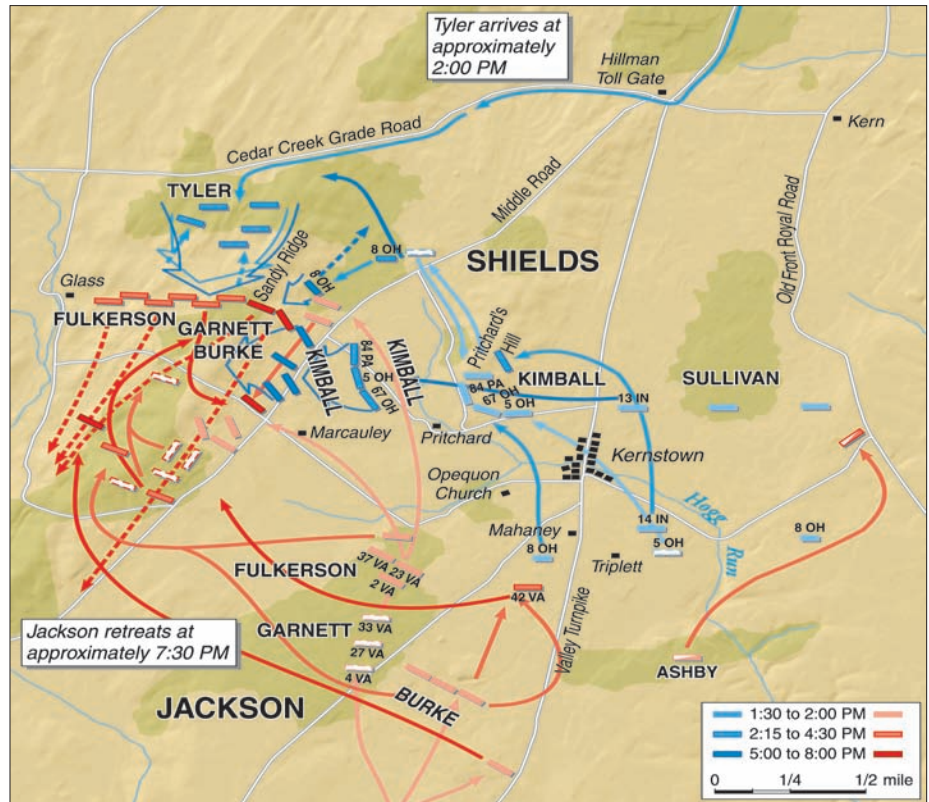 Tyler arrives at
approximately
2:00 PM
Hillman
Toll Gate
Kern
Cedar Creek Grade Road
Middle Road
Old Front Royal Road
TYLER
Sandy Ridge
8 OH
SHIELDS
Glass
8 OH
FULKERSON
GARNETT
BURKE
KIMBALL
84 PA
5 OH
67 OH
KIMBALL
Pritchard's
Hill
84 PA
67 OH
5 OH
KIMBALL
13 IN
SULLIVAN
Marcauley
Pritchard
Kernstown
Opequon
Church
Hogg
Run
Mahaney
14 IN
5 OH
8 OH
8 OH
Triplett
37 VA
23 VA
2 VA
FULKERSON
42 VA
GARNETT
33 VA
27 VA
4 VA
Valley Turnpike
Jackson retreats at
approximately 7:30 PM
ASHBY
JACKSON
BURKE
1:30 to 2:00 PM
2:15 to 4:30 PM
5:00 to 8:00 PM
0 1/4 1/2 mile